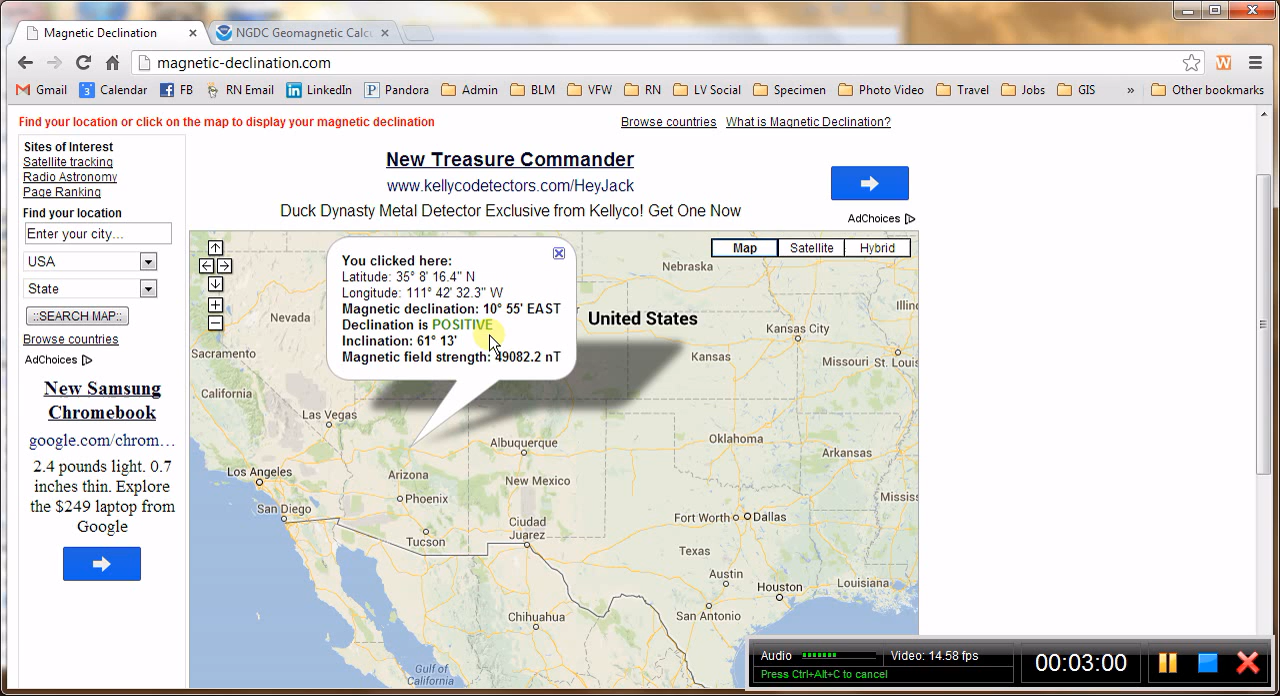 Magnetic Declination
NGDC Geomagnetic Calcu
magnetic-declination.com
Gmail
3 Calendar
FB
RN Email
LinkedIn
P Pandora
Admin
BLM
VFW
RN
LV Social
Specimen
Photo Video
Travel
Jobs
GIS
»
Other bookmarks
Find your location or click on the map to display your magnetic declination
Browse countries
What is Magnetic Declination?
Sites of Interest
Satellite tracking
Radio Astronomy
Page Ranking
Find your location
Enter your city...
USA
State
::SEARCH MAP::
Browse countries
AdChoices
New Samsung
Chromebook
google.com/chrom…
2.4 pounds light. 0.7
inches thin. Explore
the $249 laptop from
Google
New Treasure Commander
www.kellycodetectors.com/HeyJack
Duck Dynasty Metal Detector Exclusive from Kellyco! Get One Now
AdChoices
Map
Satellite
Hybrid
You clicked here:
Latitude: 35° 8' 16.4" N
Longitude: 111° 42' 32.3" W
Magnetic declination: 10° 55' EAST
Declination is POSITIVE
Inclination: 61° 13'
Magnetic field strength: 49082.2 nT
Nebraska
Nevada
United States
Illino
Kansas City
Sacramento
Kansas
Missouri
St. Louis
California
Las Vegas
Albuquerque
Oklahoma
Arkansas
Los Angeles
Arizona
New Mexico
Phoenix
Mississ
San Diego
Ciudad
Juarez
Fort Worth
Dallas
Tucson
Texas
Austin
Houston
Louisiana
San Antonio
Chihuahua
Gulf of
California
Audio
Video: 14.58 fps
Press Ctrl+Alt+C to cancel
00:03:00